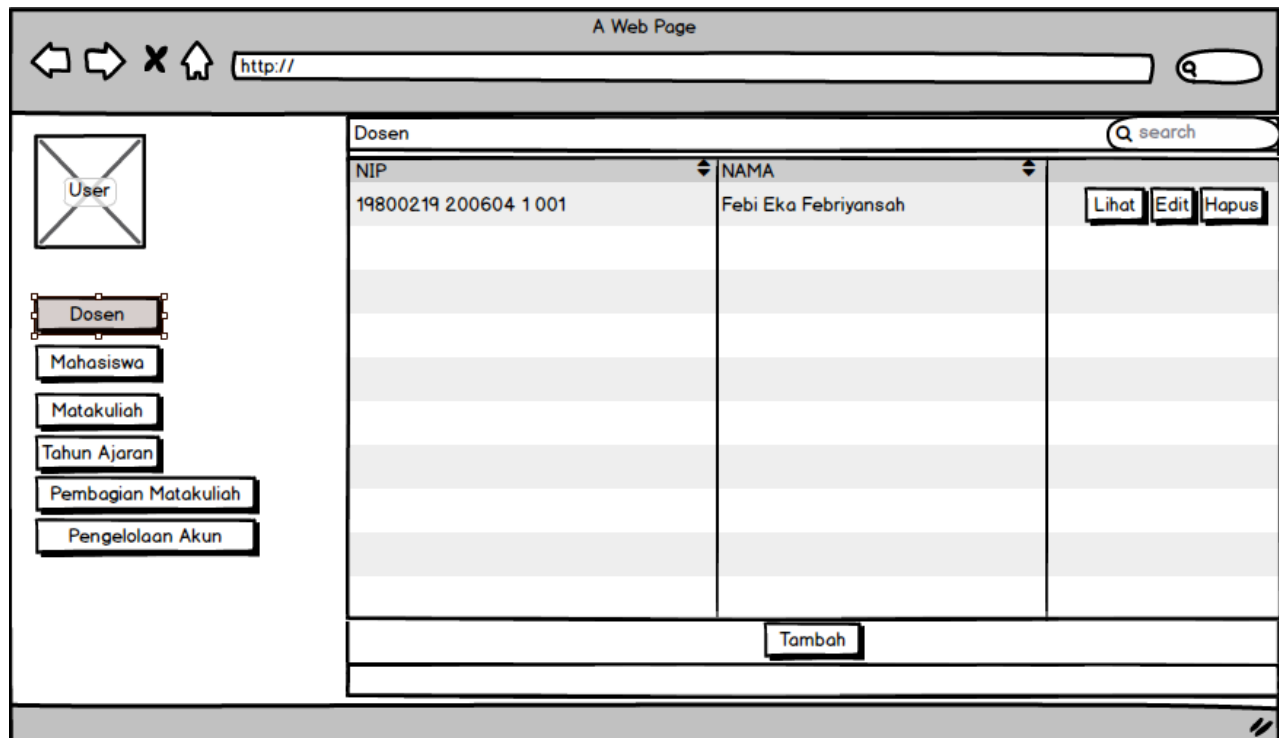 A Web Page
http://
User
Dosen
Mahasiswa
Matakuliah
Tahun Ajaran
Pembagian Matakuliah
Pengelolaan Akun
Dosen search
NIP NAMA
19800219 200604 1 001 Febi Eka Febriyansah Lihat Edit Hapus
Tambah